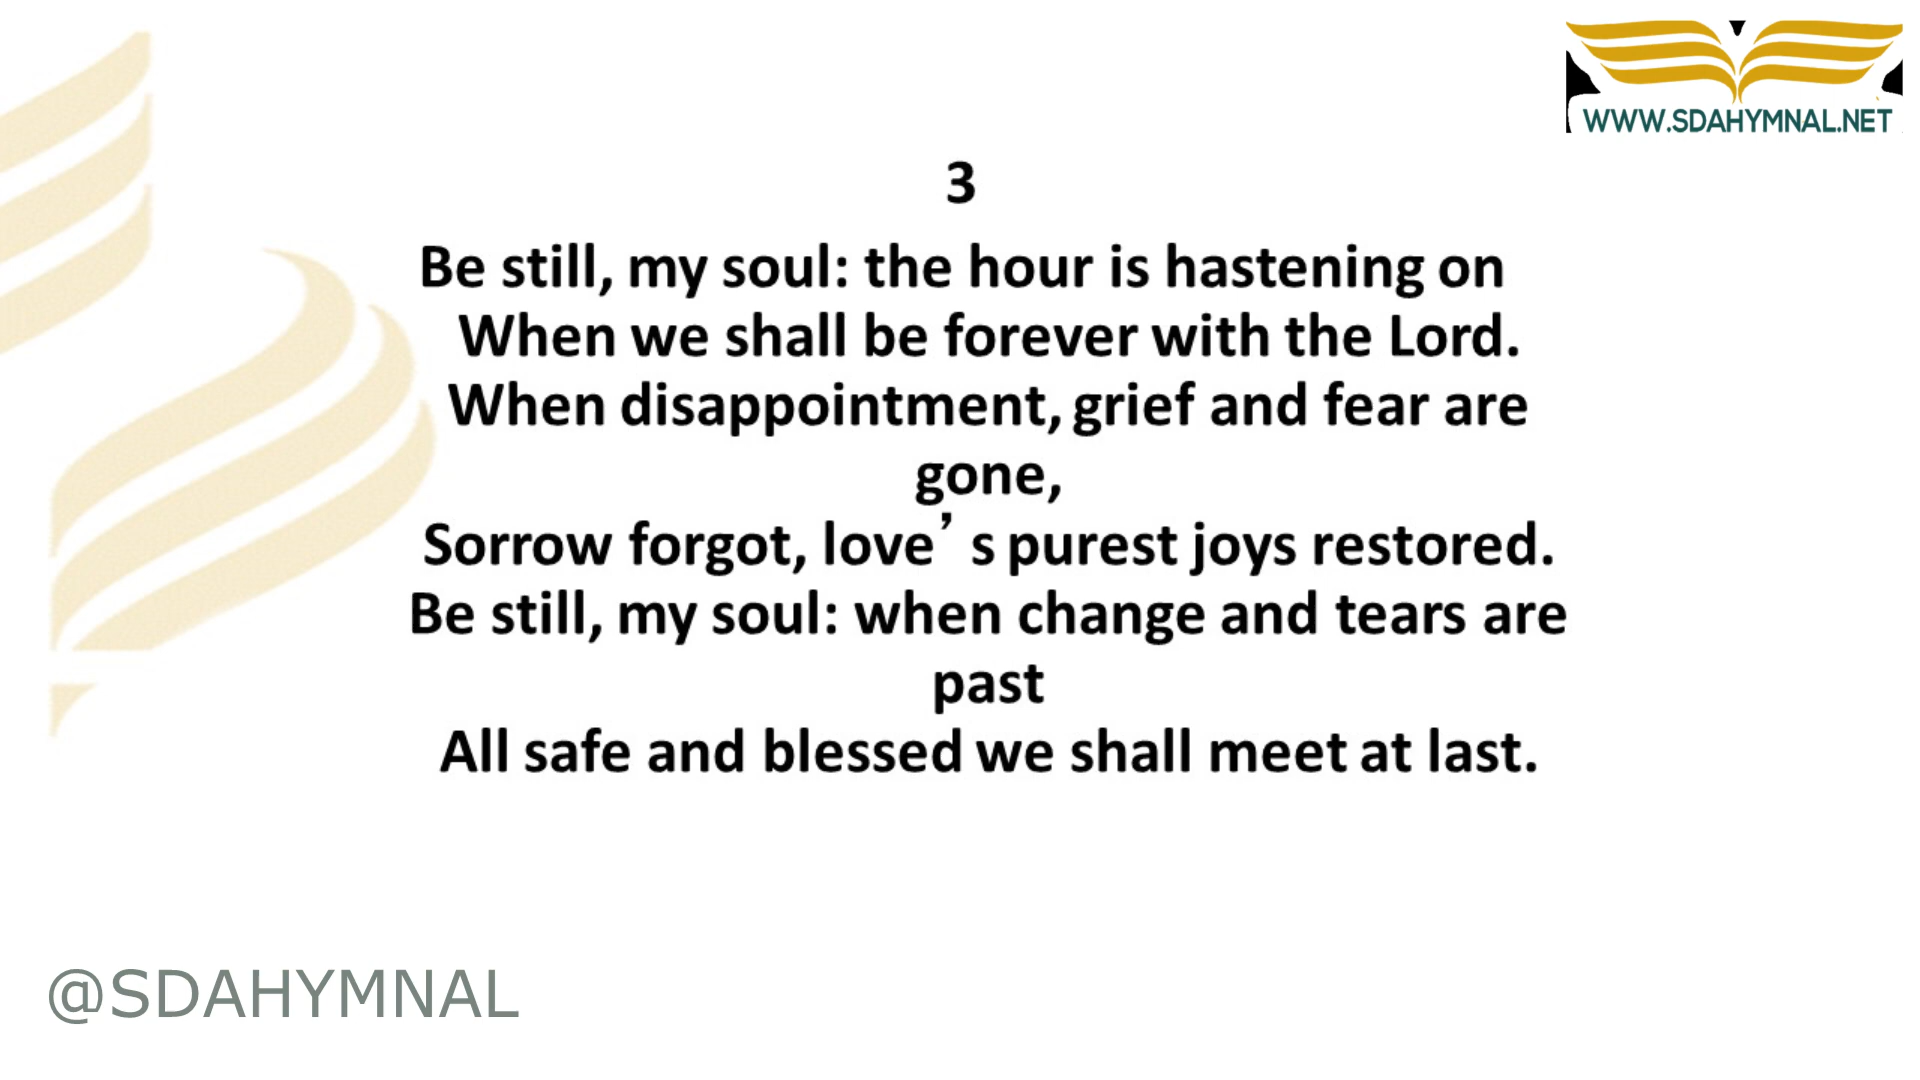 WWW.SDAHYMNAL.NET
3
Be still, my soul: the hour is hastening on
When we shall be forever with the Lord.
When disappointment, grief and fear are
gone,
Sorrow forgot, love’ s purest joys restored.
Be still, my soul: when change and tears are
past
All safe and blessed we shall meet at last.
@SDAHYMNAL